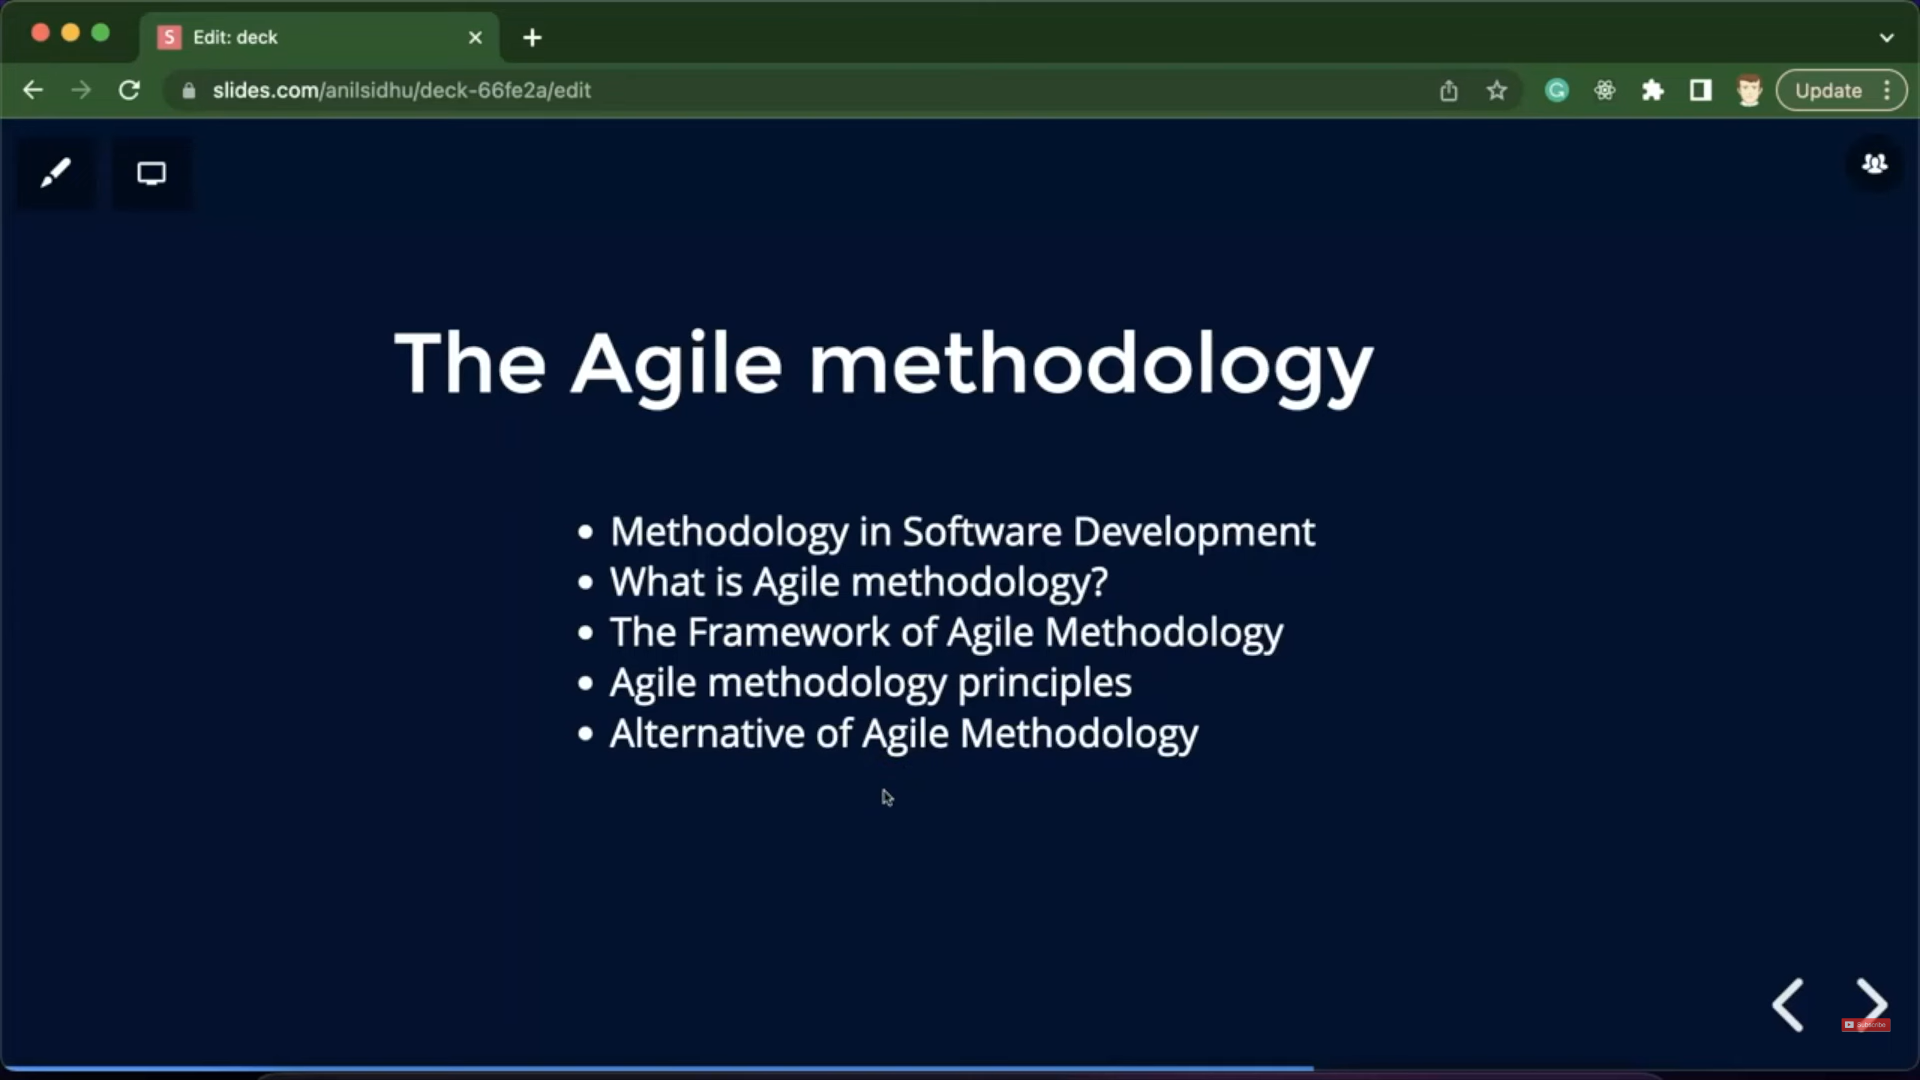 S Edit: deck
slides.com/anilsidhu/deck-66fe2a/edit
Update
The Agile methodology
• Methodology in Software Development
• What is Agile methodology?
• The Framework of Agile Methodology
• Agile methodology principles
• Alternative of Agile Methodology
Subscribe